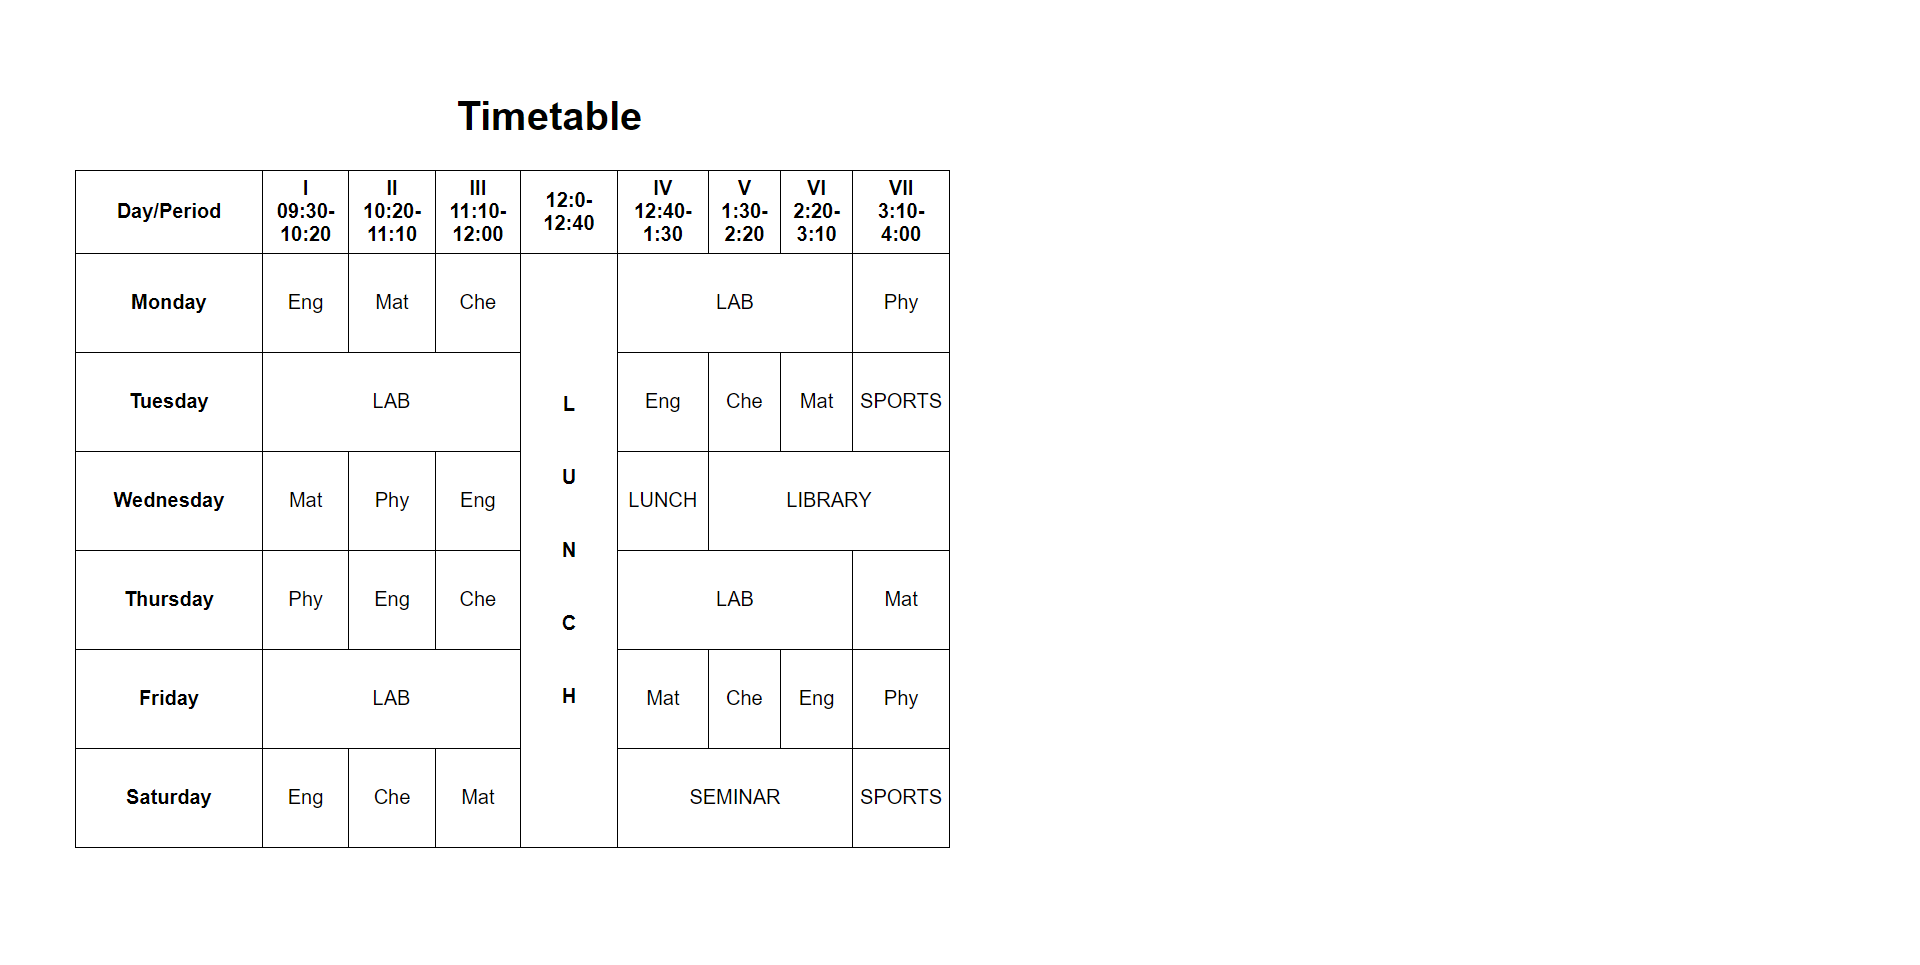 Timetable
Day/Period I 09:30-10:20 II 10:20-11:10 III 11:10-12:00 12:0-12:40 IV 12:40-1:30 V 1:30-2:20 VI 2:20-3:10 VII 3:10-4:00
Monday Eng Mat Che LAB Phy
Tuesday LAB Eng Che Mat SPORTS
Wednesday Mat Phy Eng LUNCH LIBRARY
Thursday Phy Eng Che LAB Mat
Friday LAB Mat Che Eng Phy
Saturday Eng Che Mat SEMINAR SPORTS
L
U
N
C
H